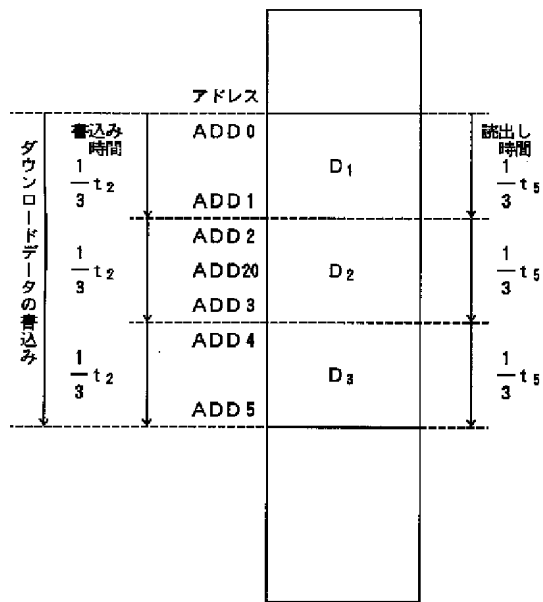 アドレス
書込み
時間
読出し
時間
ダウンロードデータの書込み
ADD0
1/3 t2
D1
1/3 t5
ADD1
ADD2
1/3 t2
ADD20
D2
1/3 t5
ADD3
ADD4
1/3 t2
D3
1/3 t5
ADD5